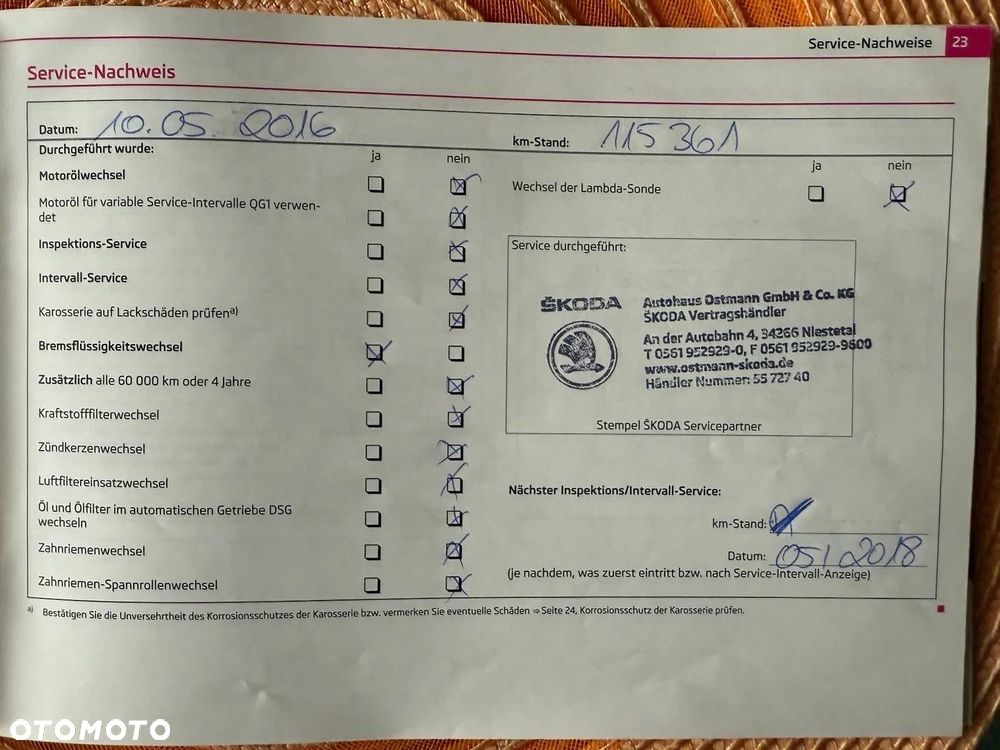 Service-Nachweise 23
Service-Nachweis
Datum: 10.05.2016
km-Stand: 115 361
Durchgeführt wurde:
ja nein
ja nein
Motorölwechsel
Wechsel der Lambda-Sonde
Motoröl für variable Service-Intervalle QG1 verwen-
det
Inspektions-Service
Intervall-Service
Karosserie auf Lackschäden prüfena)
Bremsflüssigkeitswechsel
Zusätzlich alle 60 000 km oder 4 Jahre
Kraftstofffilterwechsel
Zündkerzenwechsel
Luftfiltereinsatzwechsel
Öl und Ölfilter im automatischen Getriebe DSG
wechseln
Zahnriemenwechsel
Zahnriemen-Spannrollenwechsel
Service durchgeführt:
ŠKODA
Autohaus Ostmann GmbH & Co. KG
ŠKODA Vertragshändler
An der Autobahn 4, 34266 Niestetal
T 0561 952929-0, F 0561 952929-9600
www.ostmann-skoda.de
Händler Nummer: 55 727 40
Stempel ŠKODA Servicepartner
Nächster Inspektions/Intervall-Service:
km-Stand:
Datum: 05/2018
(je nachdem, was zuerst eintritt bzw. nach Service-Intervall-Anzeige)
a) Bestätigen Sie die Unversehrtheit des Korrosionsschutzes der Karosserie bzw. vermerken Sie eventuelle Schäden ⇒ Seite 24, Korrosionsschutz der Karosserie prüfen.
OTOMOTO